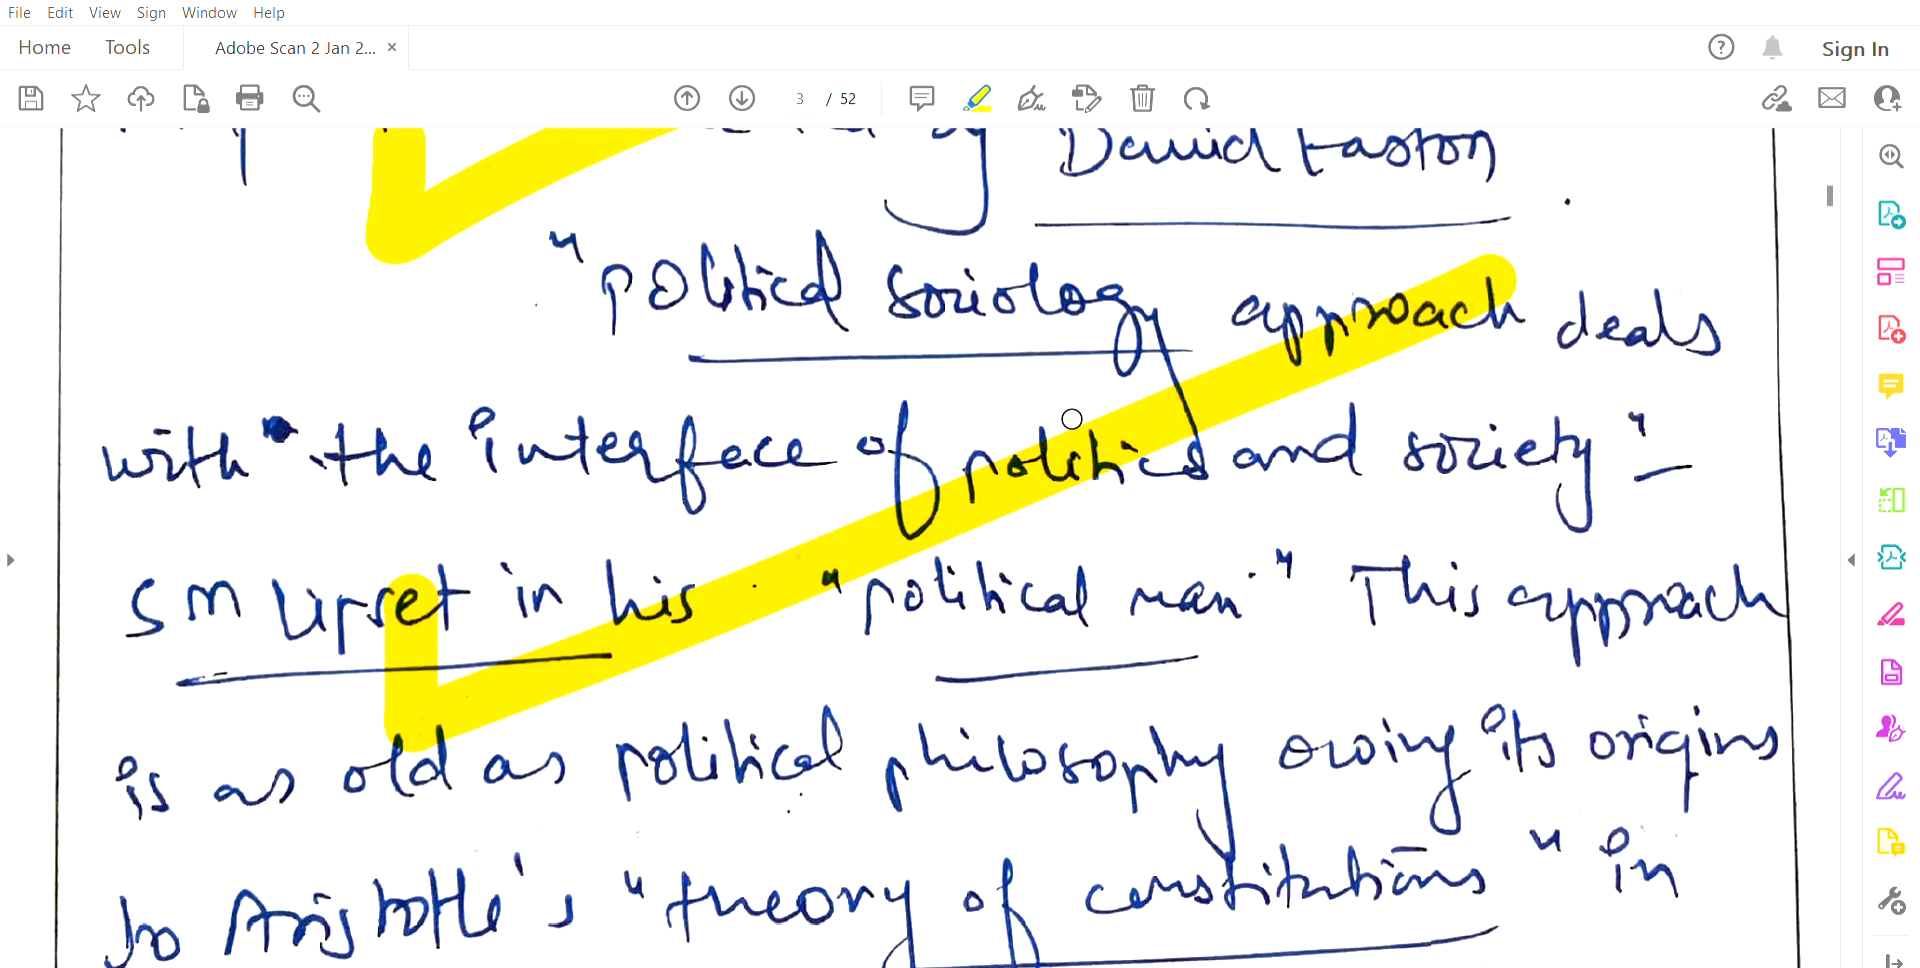 File Edit View Sign Window Help
Home Tools Adobe Scan 2 Jan 2... × Sign In
3 / 52
by David Easton.
"political sociology approach deals
with the interface of politics and society" -
SM Lipset in his "political man." This approach
is as old as political philosophy owing its origins
to Aristotle's "theory of constitutions" in